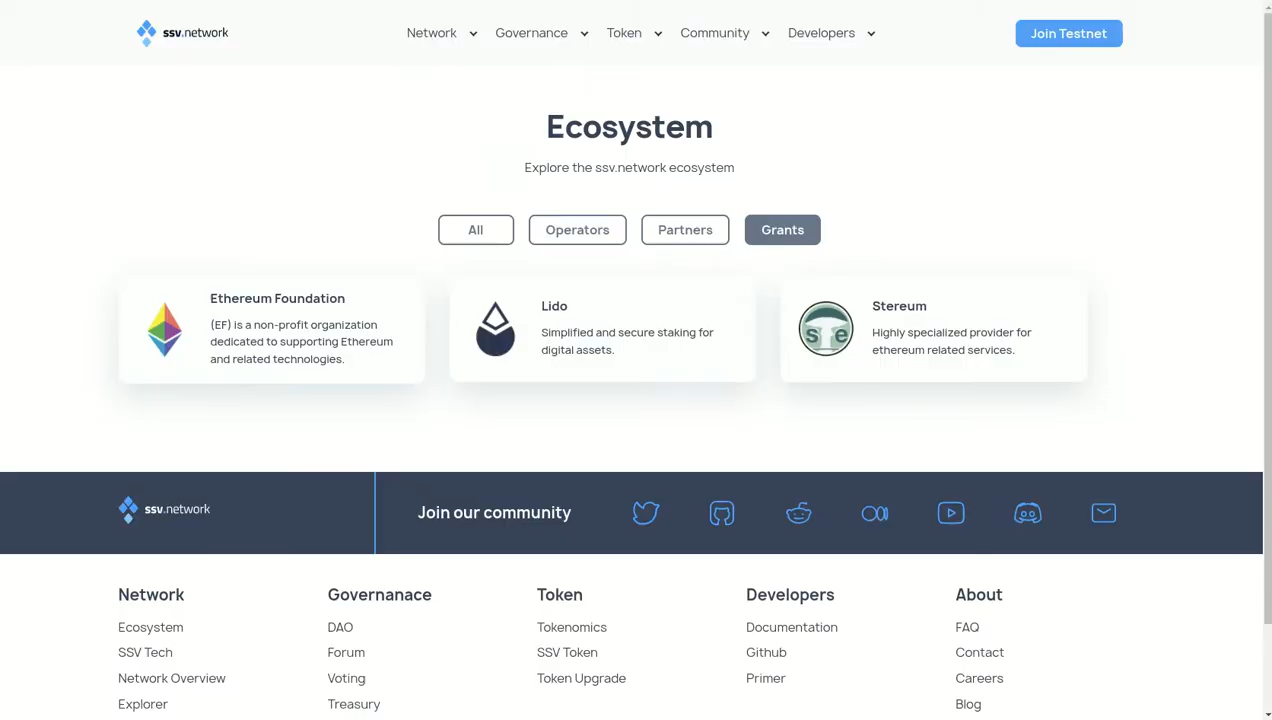 ssv.network
Network
Governance
Token
Community
Developers
Join Testnet
Ecosystem
Explore the ssv.network ecosystem
All
Operators
Partners
Grants
Ethereum Foundation
(EF) is a non-profit organization
dedicated to supporting Ethereum
and related technologies.
Lido
Simplified and secure staking for
digital assets.
Se
Stereum
Highly specialized provider for
ethereum related services.
ssv.network
Join our community
Network
Ecosystem
SSV Tech
Network Overview
Explorer
Governanace
DAO
Forum
Voting
Treasury
Token
Tokenomics
SSV Token
Token Upgrade
Developers
Documentation
Github
Primer
About
FAQ
Contact
Careers
Blog